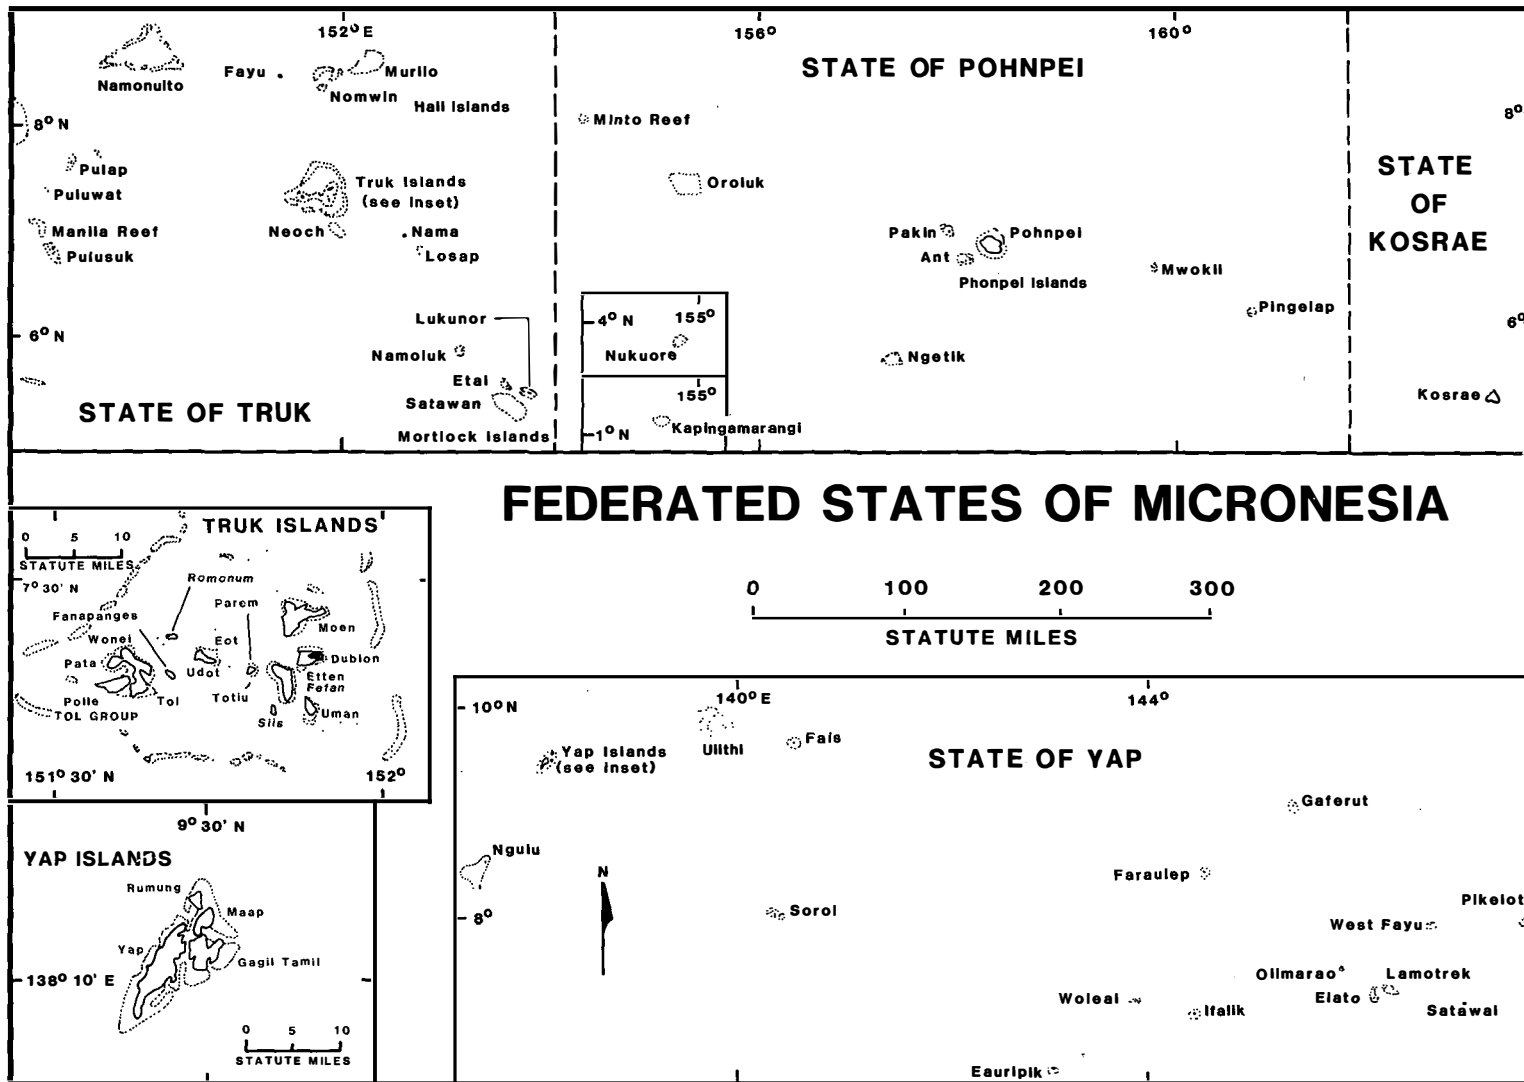 152° E
156°
160°
STATE OF POHNPEI
Namonuito
Fayu
Murilo
Nomwin
Hall Islands
8° N
Minto Reef
8°
STATE
OF
KOSRAE
Pulap
Puluwat
Truk Islands
(see inset)
Oroluk
Manila Reef
Pulusuk
Neoch
Nama
Losap
Pakin
Pohnpei
Ant
Phonpei Islands
Mwokil
Pingelap
6° N
6°
Lukunor
4° N
155°
Nukuore
Namoluk
Ngetik
Etal
Satawan
155°
Kosrae
STATE OF TRUK
Mortlock Islands
1° N
Kapingamarangi
FEDERATED STATES OF MICRONESIA
0 100 200 300
STATUTE MILES
TRUK ISLANDS
0 5 10
STATUTE MILES
7° 30' N
Romonum
Fanapanges
Parem
Moen
Wonei
Eot
Pata
Udot
Dublon
Etten
Fefan
Polle
Tol
Totiu
TOL GROUP
Siis
Uman
151° 30' N
152°
9° 30' N
YAP ISLANDS
Rumung
Maap
Yap
Gagil Tamil
138° 10' E
0 5 10
STATUTE MILES
140° E
144°
10° N
Yap Islands
(see inset)
Ulithi
Fais
STATE OF YAP
Gaferut
Ngulu
N
Faraulep
8°
Sorol
Pikelot
West Fayu
Olimarao
Lamotrek
Woleai
Ifalik
Elato
Satawal
Eauripik